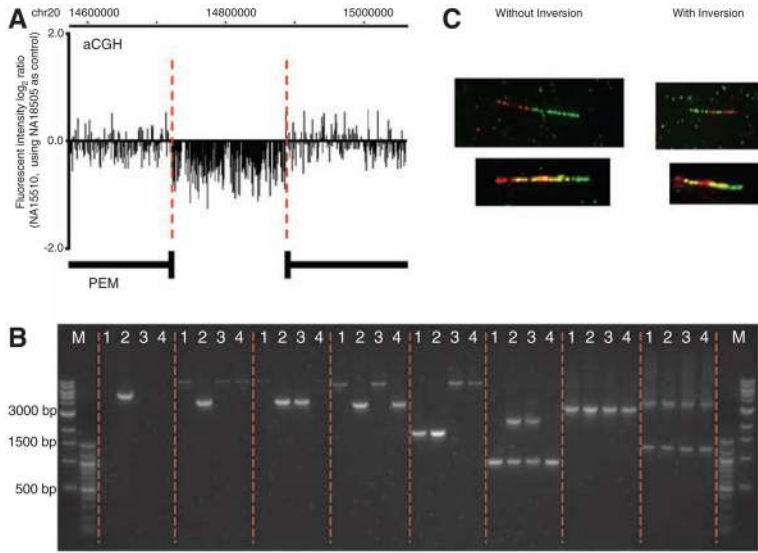 A
chr20 14600000 14800000 15000000
aCGH
2.0
0.0
-2.0
Fluorescent intensity log2 ratio
(NA15510, using NA18505 as control)
PEM
C
Without Inversion With Inversion
B
M 1 2 3 4 1 2 3 4 1 2 3 4 1 2 3 4 1 2 3 4 1 2 3 4 1 2 3 4 1 2 3 4 M
3000 bp
1500 bp
500 bp